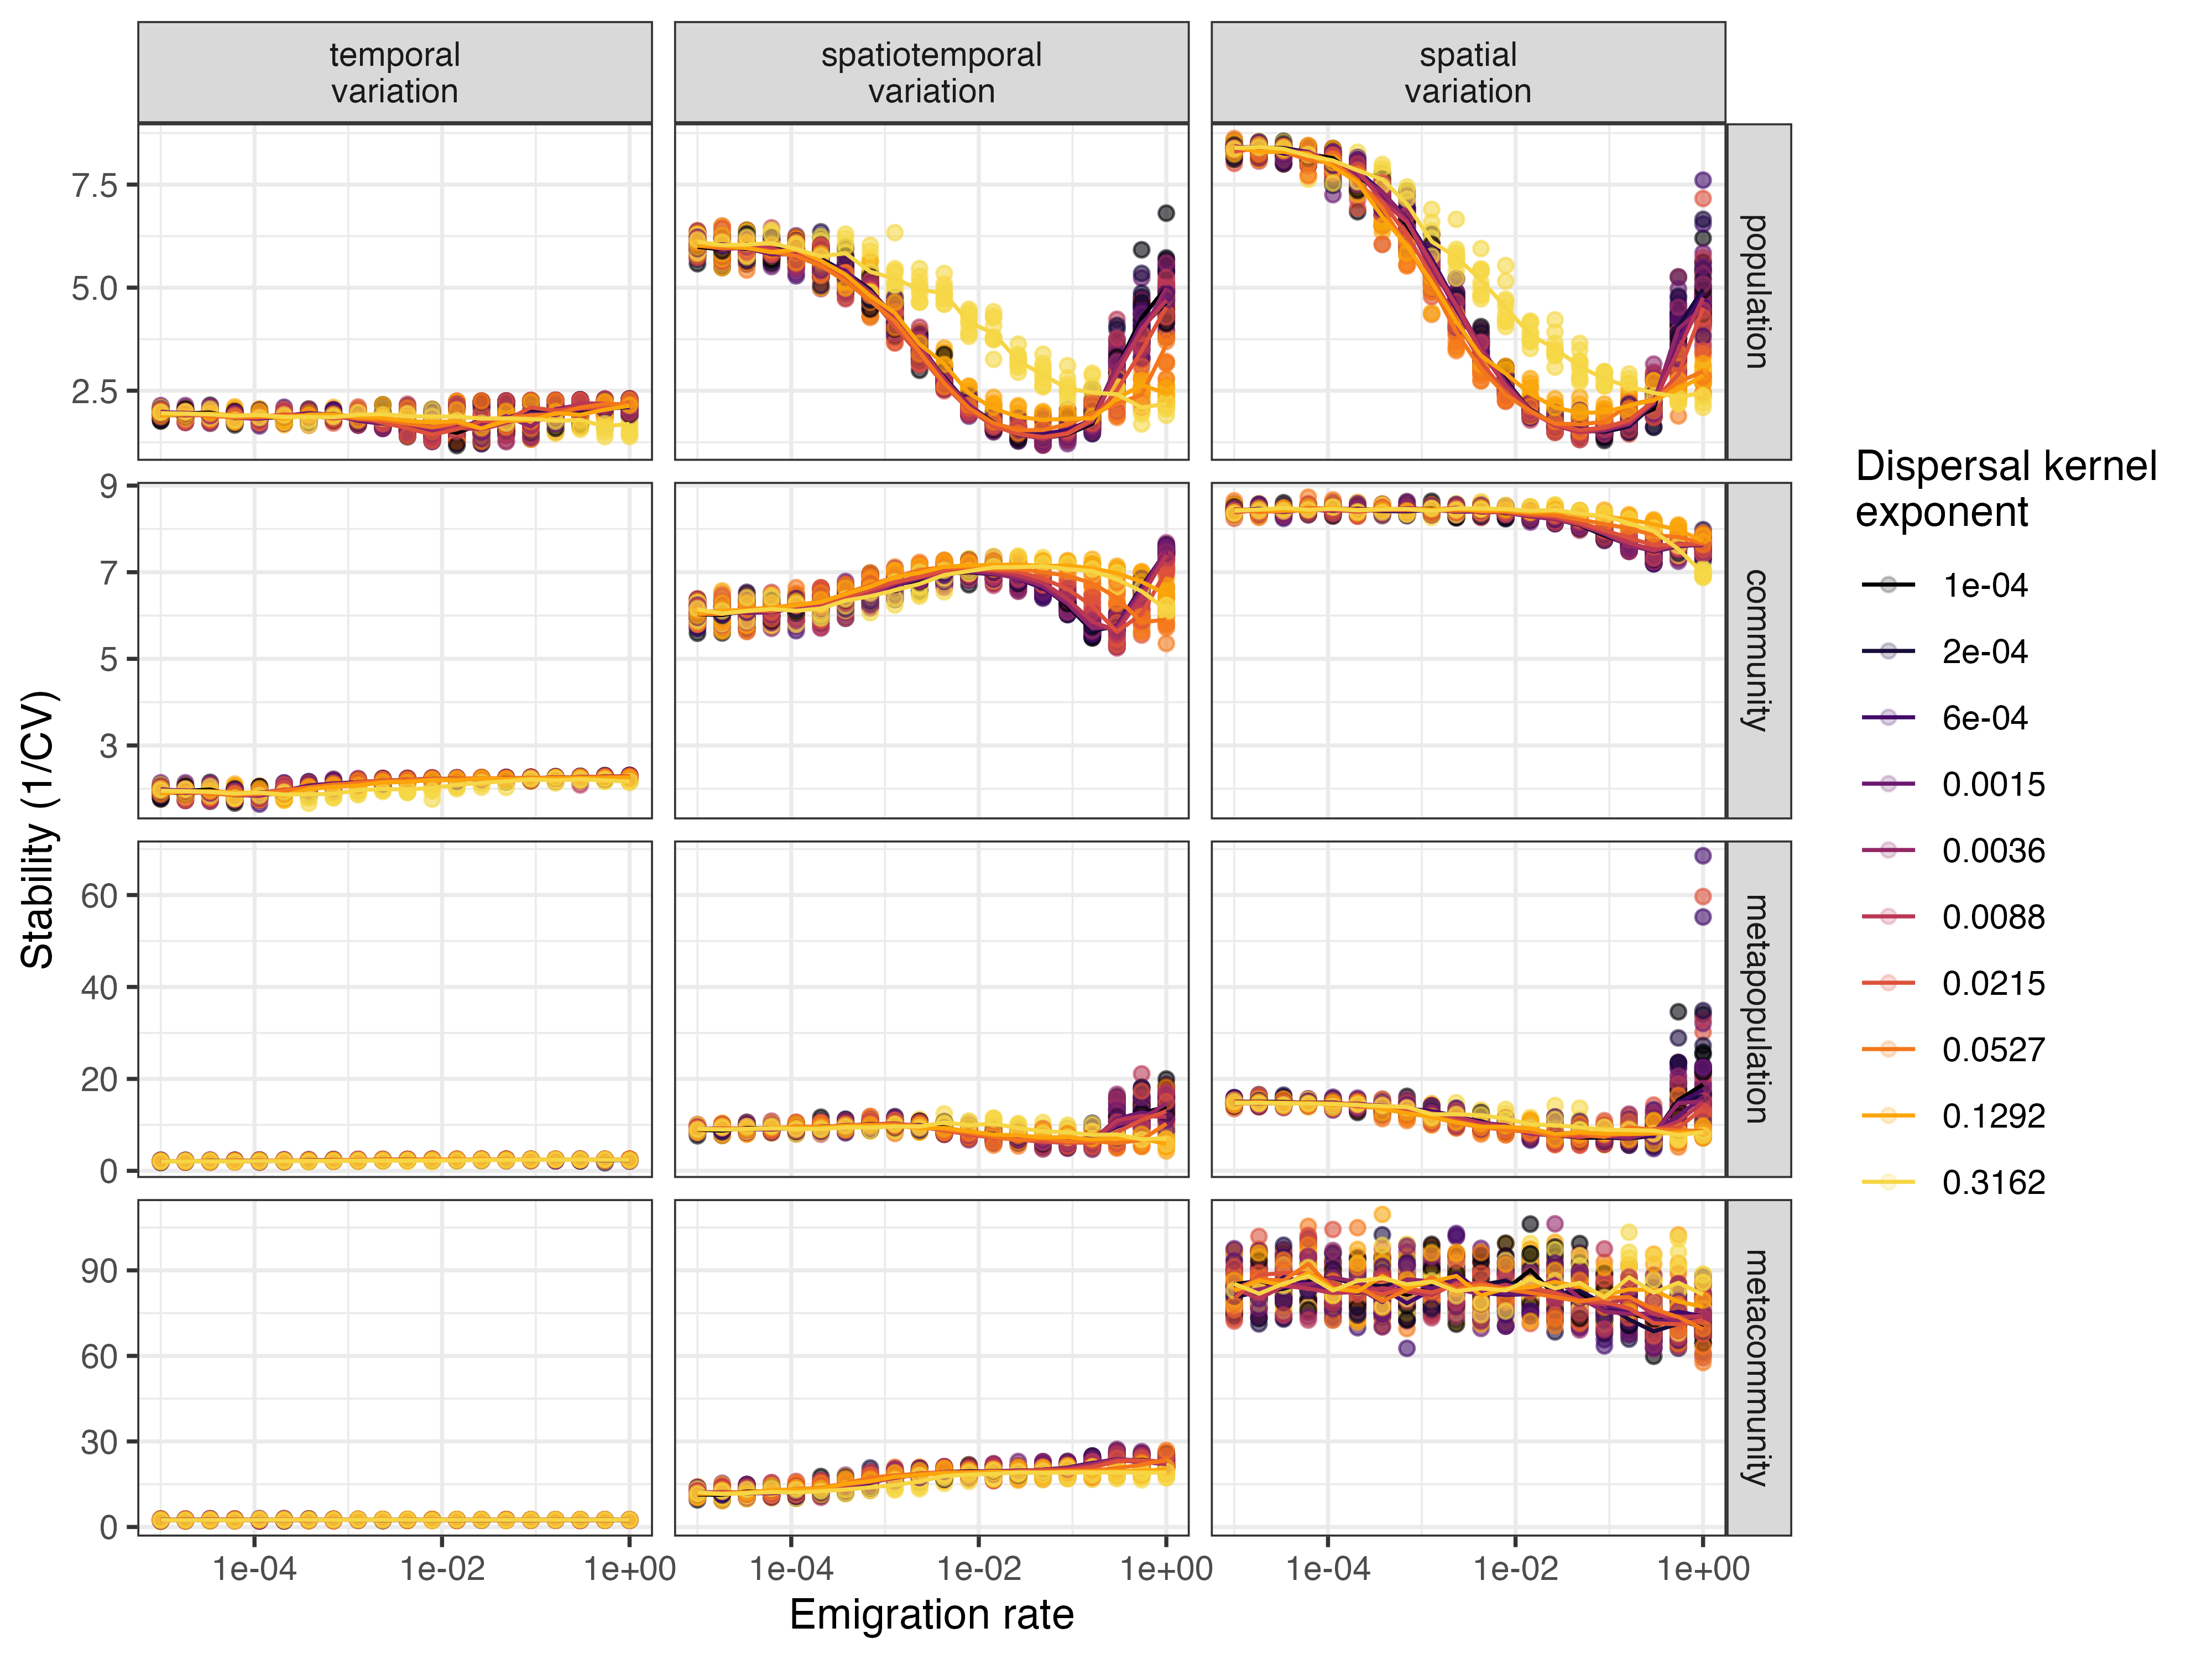 temporal
variation
spatiotemporal
variation
spatial
variation
7.5
5.0
2.5
population
9
7
5
3
community
60
40
20
0
metapopulation
90
60
30
0
metacommunity
1e-04
1e-02
1e+00
1e-04
1e-02
1e+00
1e-04
1e-02
1e+00
Emigration rate
Stability (1/CV)
Dispersal kernel
exponent
1e-04
2e-04
6e-04
0.0015
0.0036
0.0088
0.0215
0.0527
0.1292
0.3162